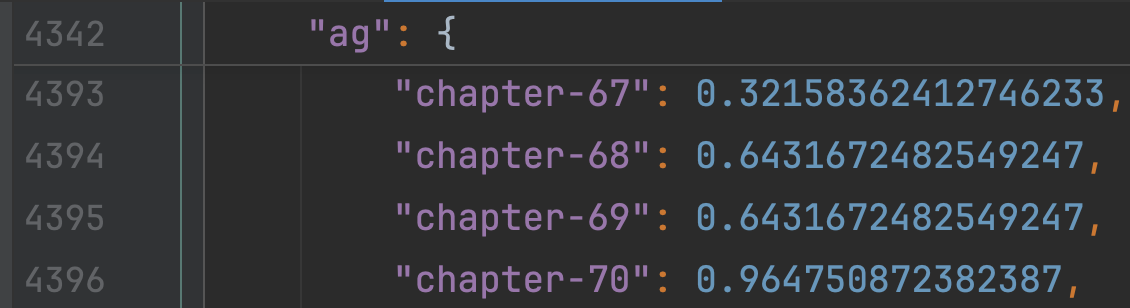 4342 "ag": {
4393 "chapter-67": 0.32158362412746233,
4394 "chapter-68": 0.6431672482549247,
4395 "chapter-69": 0.6431672482549247,
4396 "chapter-70": 0.964750872382387,